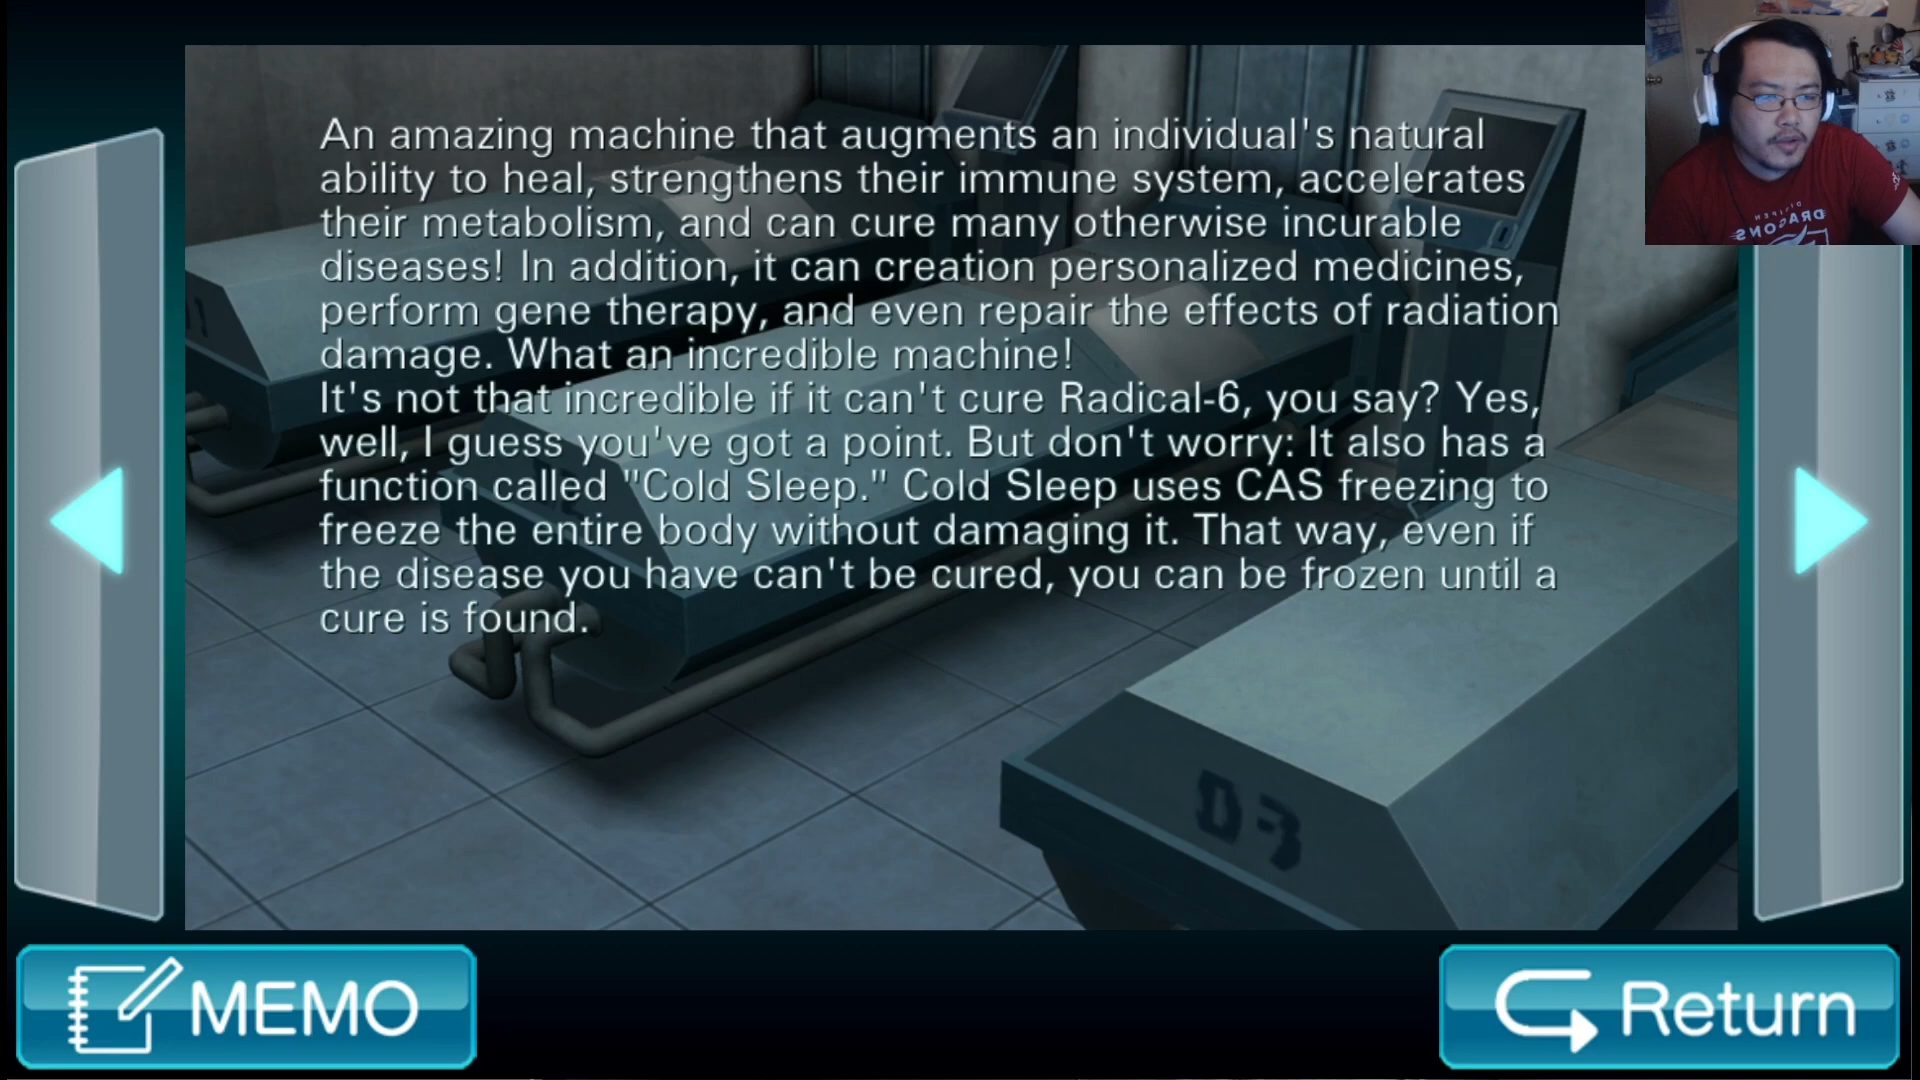 An amazing machine that augments an individual's natural
ability to heal, strengthens their immune system, accelerates
their metabolism, and can cure many otherwise incurable
diseases! In addition, it can creation personalized medicines,
perform gene therapy, and even repair the effects of radiation
damage. What an incredible machine!
It's not that incredible if it can't cure Radical-6, you say? Yes,
well, I guess you've got a point. But don't worry: It also has a
function called "Cold Sleep." Cold Sleep uses CAS freezing to
freeze the entire body without damaging it. That way, even if
the disease you have can't be cured, you can be frozen until a
cure is found.
03
DRAGONS
MEMO
Return